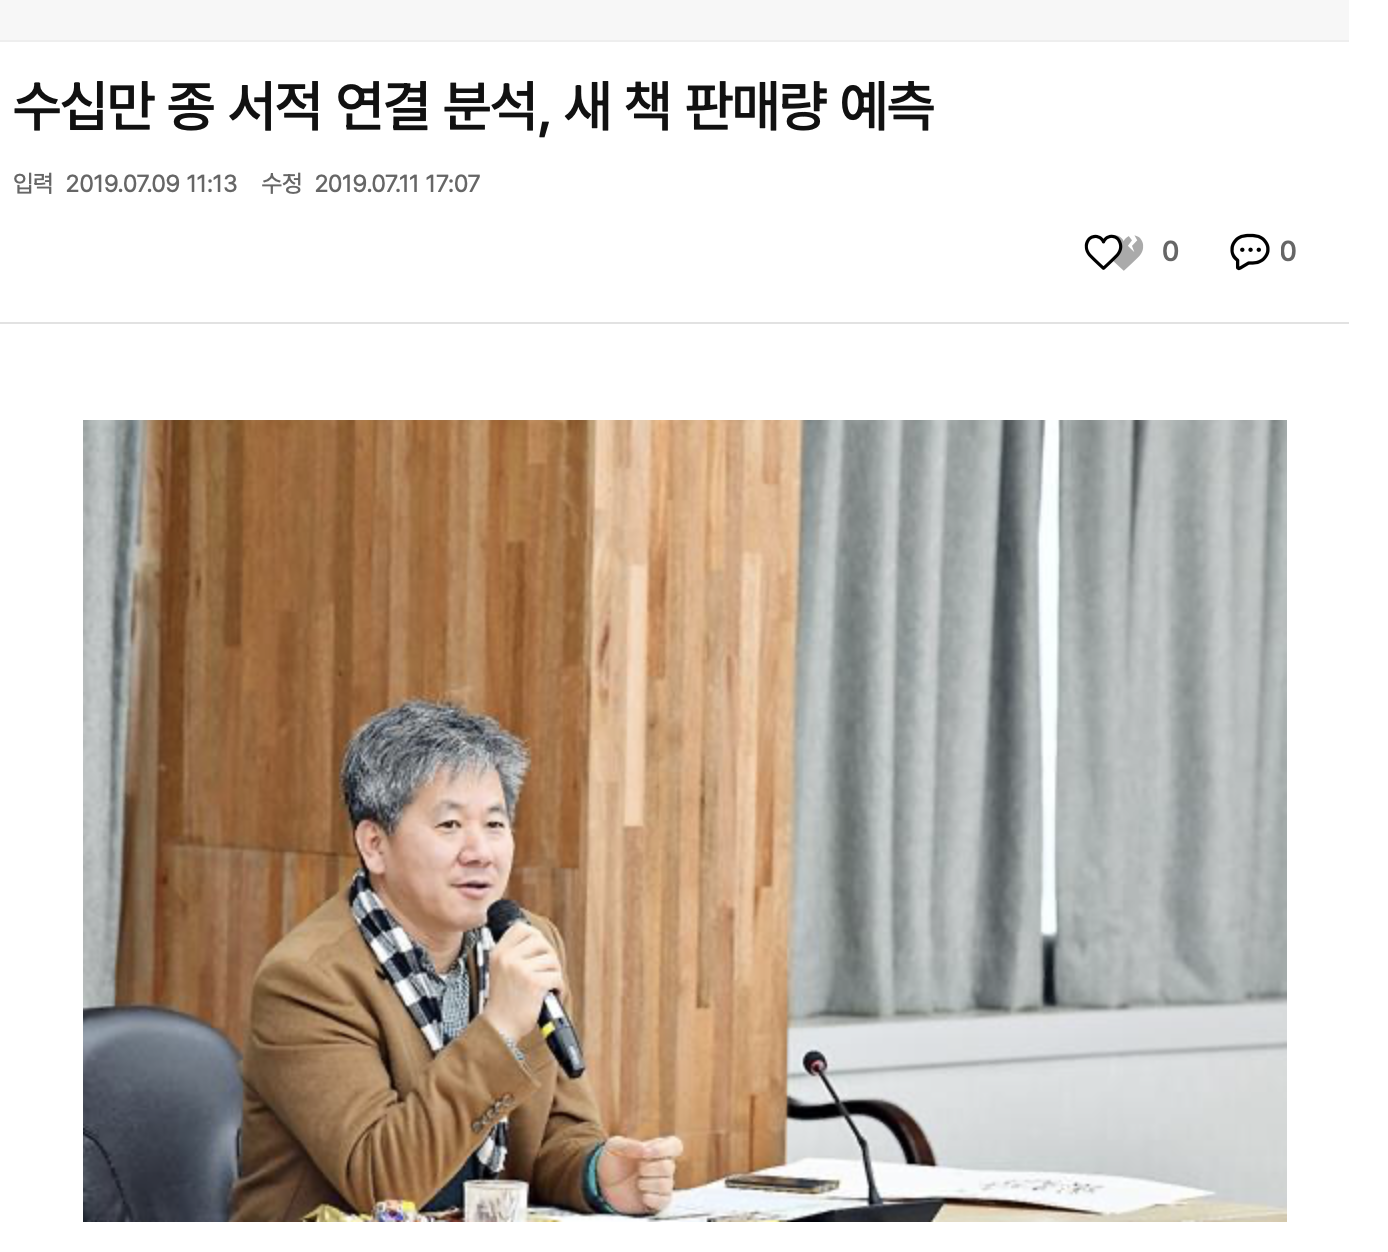 수십만 종 서적 연결 분석, 새 책 판매량 예측
입력 2019.07.09 11:13 수정 2019.07.11 17:07
0 0